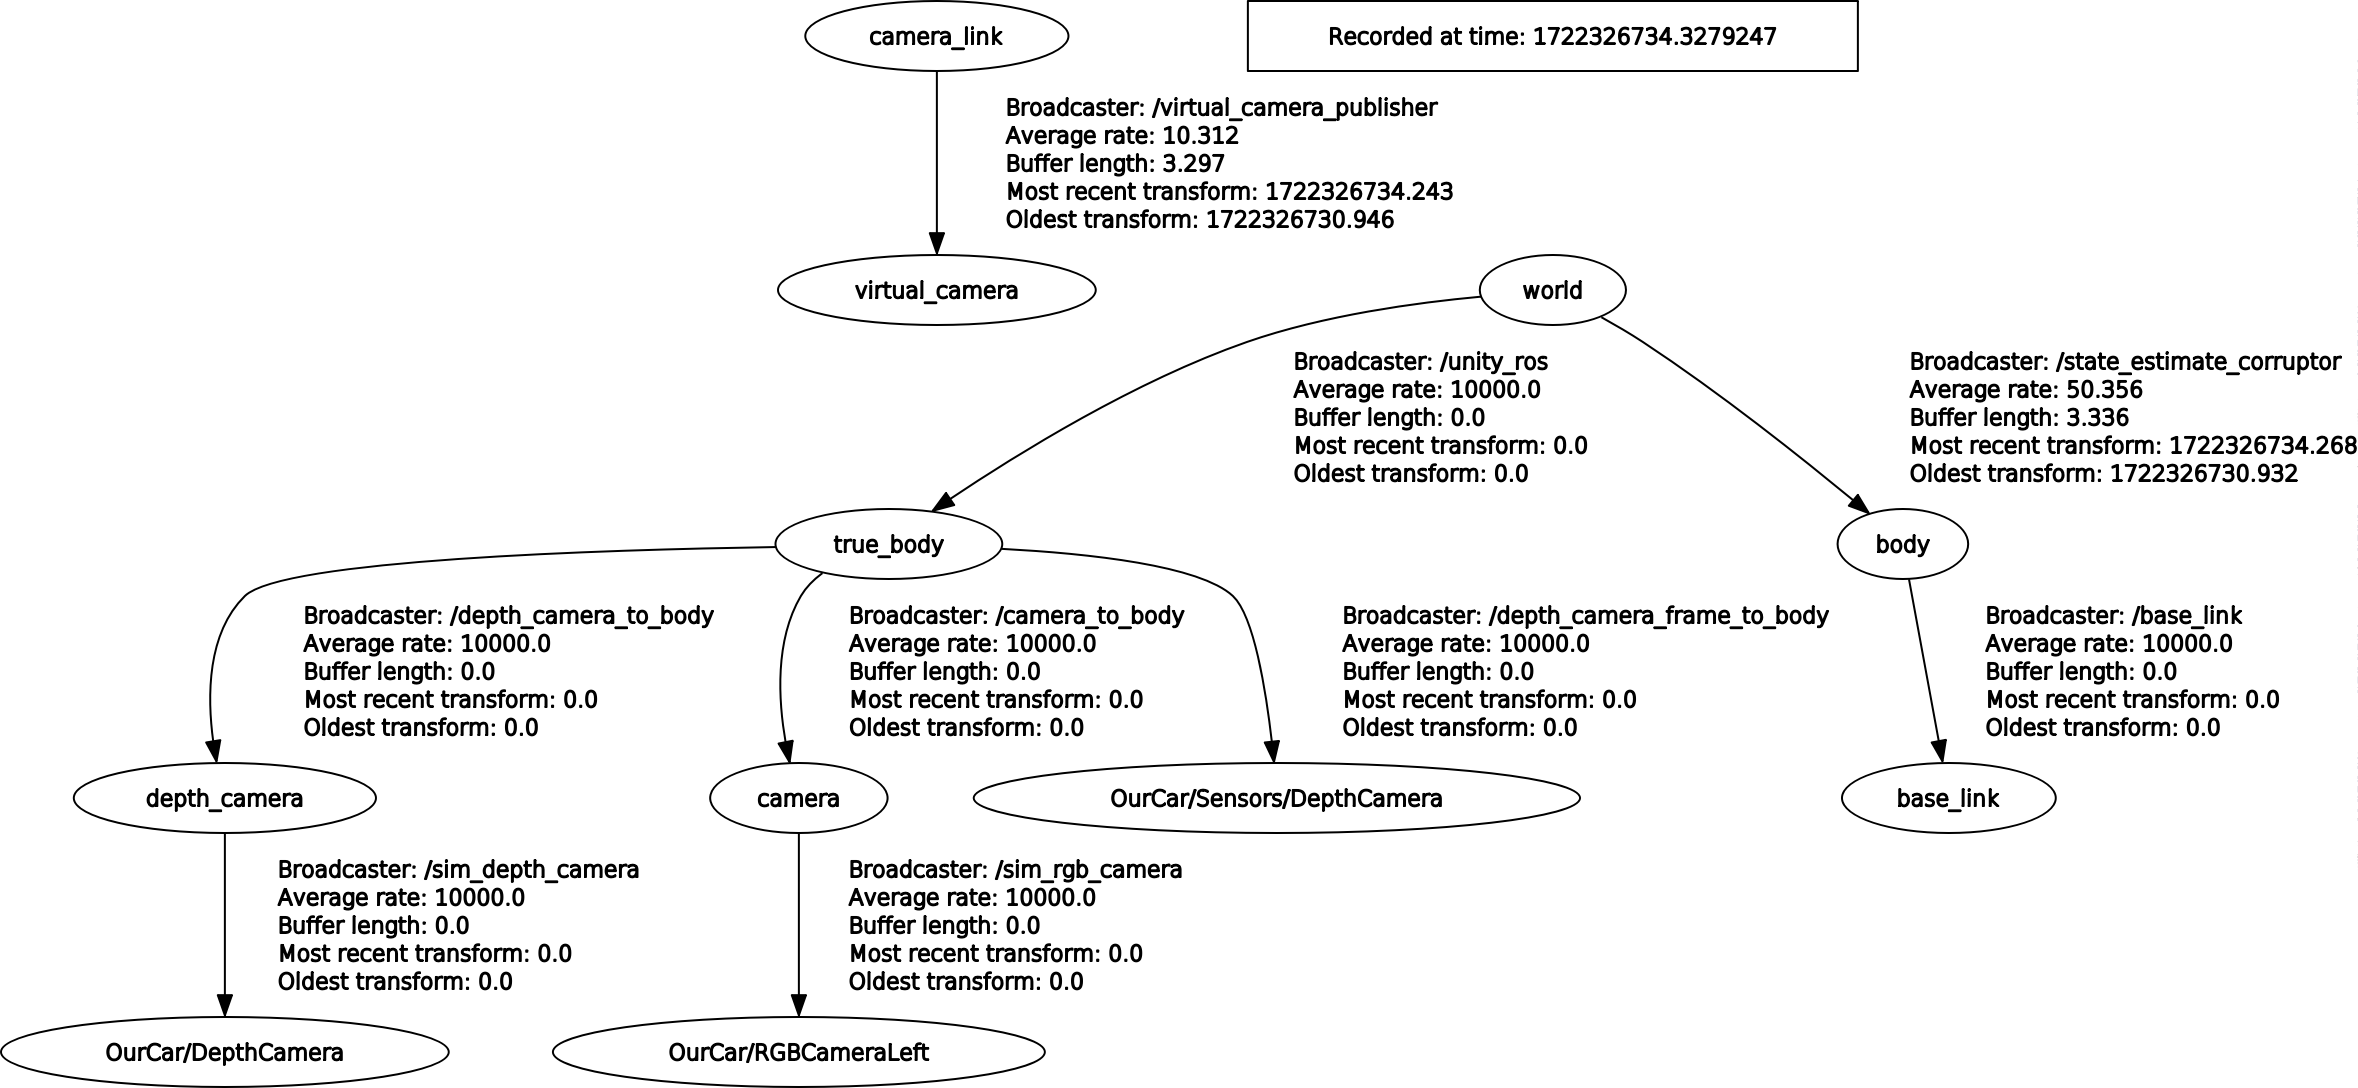 camera_link
Recorded at time: 1722326734.3279247
Broadcaster: /virtual_camera_publisher
Average rate: 10.312
Buffer length: 3.297
Most recent transform: 1722326734.243
Oldest transform: 1722326730.946
virtual_camera
world
Broadcaster: /unity_ros
Average rate: 10000.0
Buffer length: 0.0
Most recent transform: 0.0
Oldest transform: 0.0
Broadcaster: /state_estimate_corruptor
Average rate: 50.356
Buffer length: 3.336
Most recent transform: 1722326734.268
Oldest transform: 1722326730.932
true_body
body
Broadcaster: /depth_camera_to_body
Average rate: 10000.0
Buffer length: 0.0
Most recent transform: 0.0
Oldest transform: 0.0
Broadcaster: /camera_to_body
Average rate: 10000.0
Buffer length: 0.0
Most recent transform: 0.0
Oldest transform: 0.0
Broadcaster: /depth_camera_frame_to_body
Average rate: 10000.0
Buffer length: 0.0
Most recent transform: 0.0
Oldest transform: 0.0
Broadcaster: /base_link
Average rate: 10000.0
Buffer length: 0.0
Most recent transform: 0.0
Oldest transform: 0.0
depth_camera
camera
OurCar/Sensors/DepthCamera
base_link
Broadcaster: /sim_depth_camera
Average rate: 10000.0
Buffer length: 0.0
Most recent transform: 0.0
Oldest transform: 0.0
Broadcaster: /sim_rgb_camera
Average rate: 10000.0
Buffer length: 0.0
Most recent transform: 0.0
Oldest transform: 0.0
OurCar/DepthCamera
OurCar/RGBCameraLeft